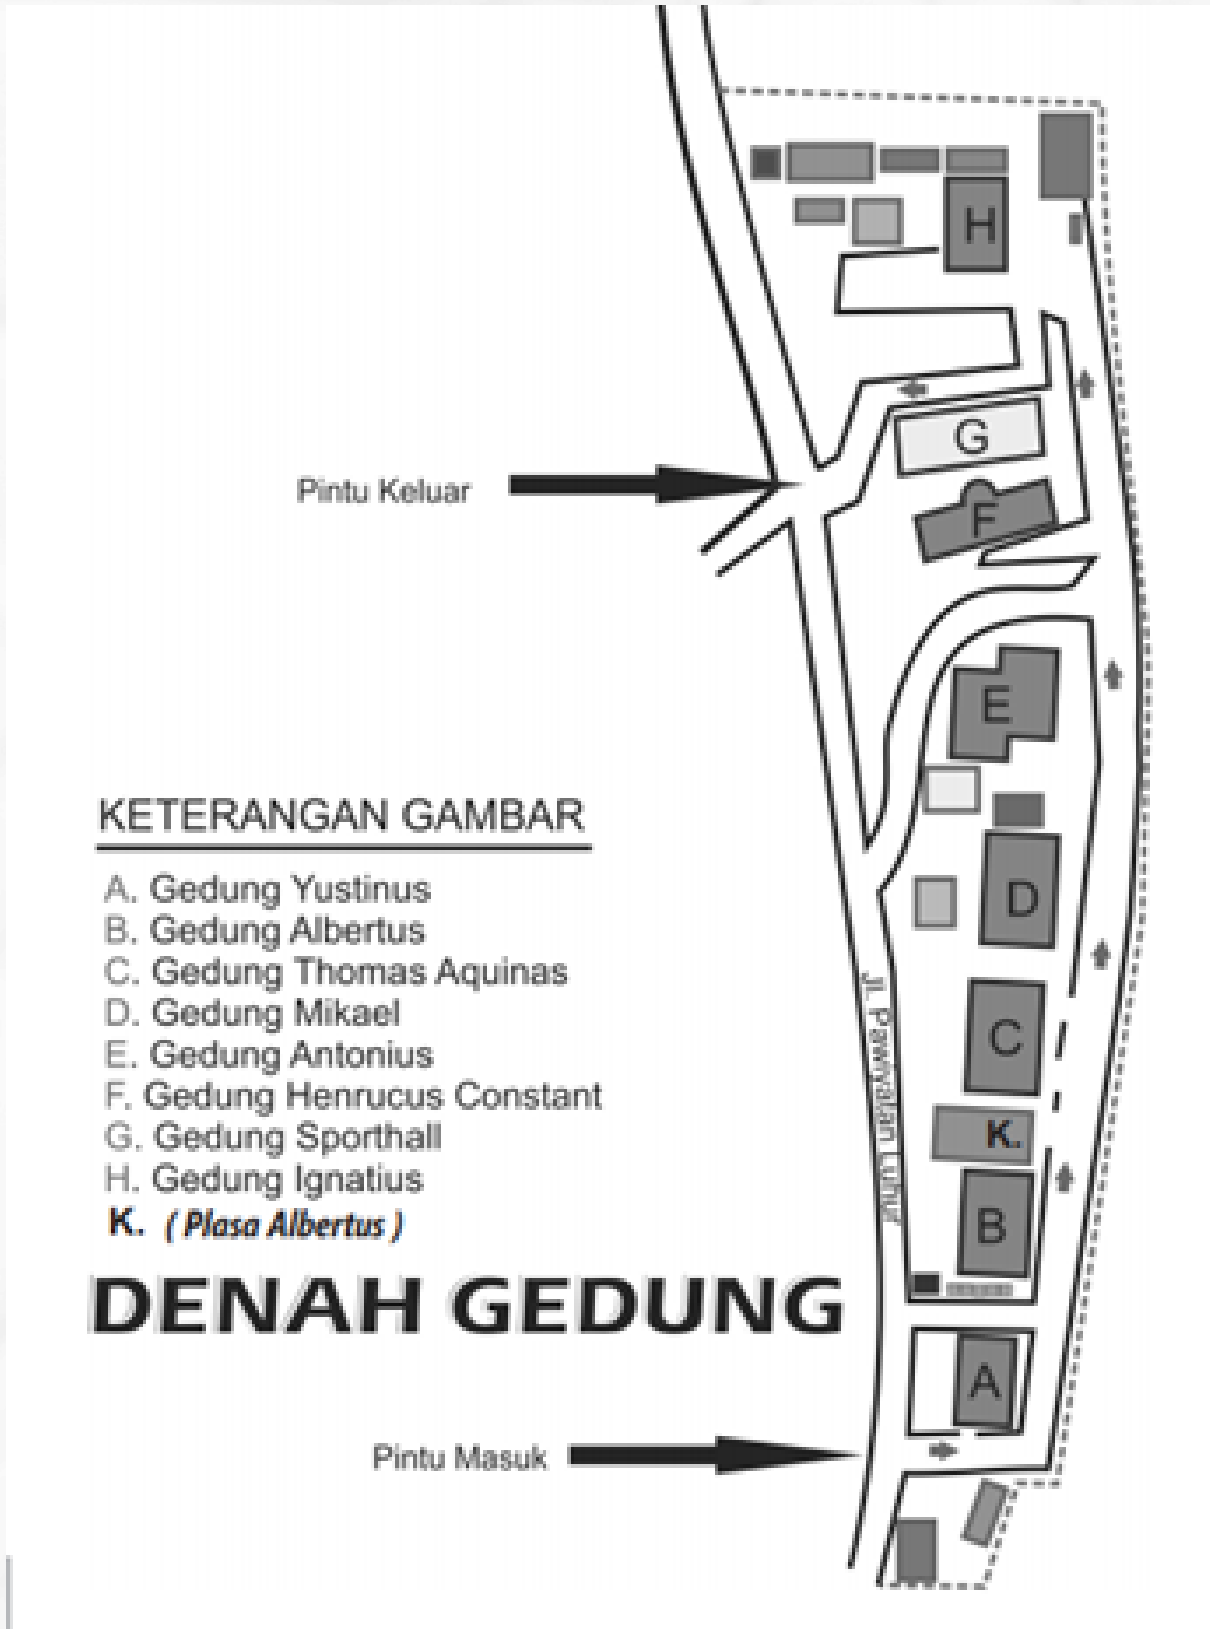 H
G
Pintu Keluar
F
E
KETERANGAN GAMBAR
A. Gedung Yustinus
B. Gedung Albertus
C. Gedung Thomas Aquinas
D. Gedung Mikael
E. Gedung Antonius
F. Gedung Henrucus Constant
G. Gedung Sporthall
H. Gedung Ignatius
K. ( Plasa Albertus )
D
Jl. Pawiyatan Luhur
C
K.
B
DENAH GEDUNG
A
Pintu Masuk